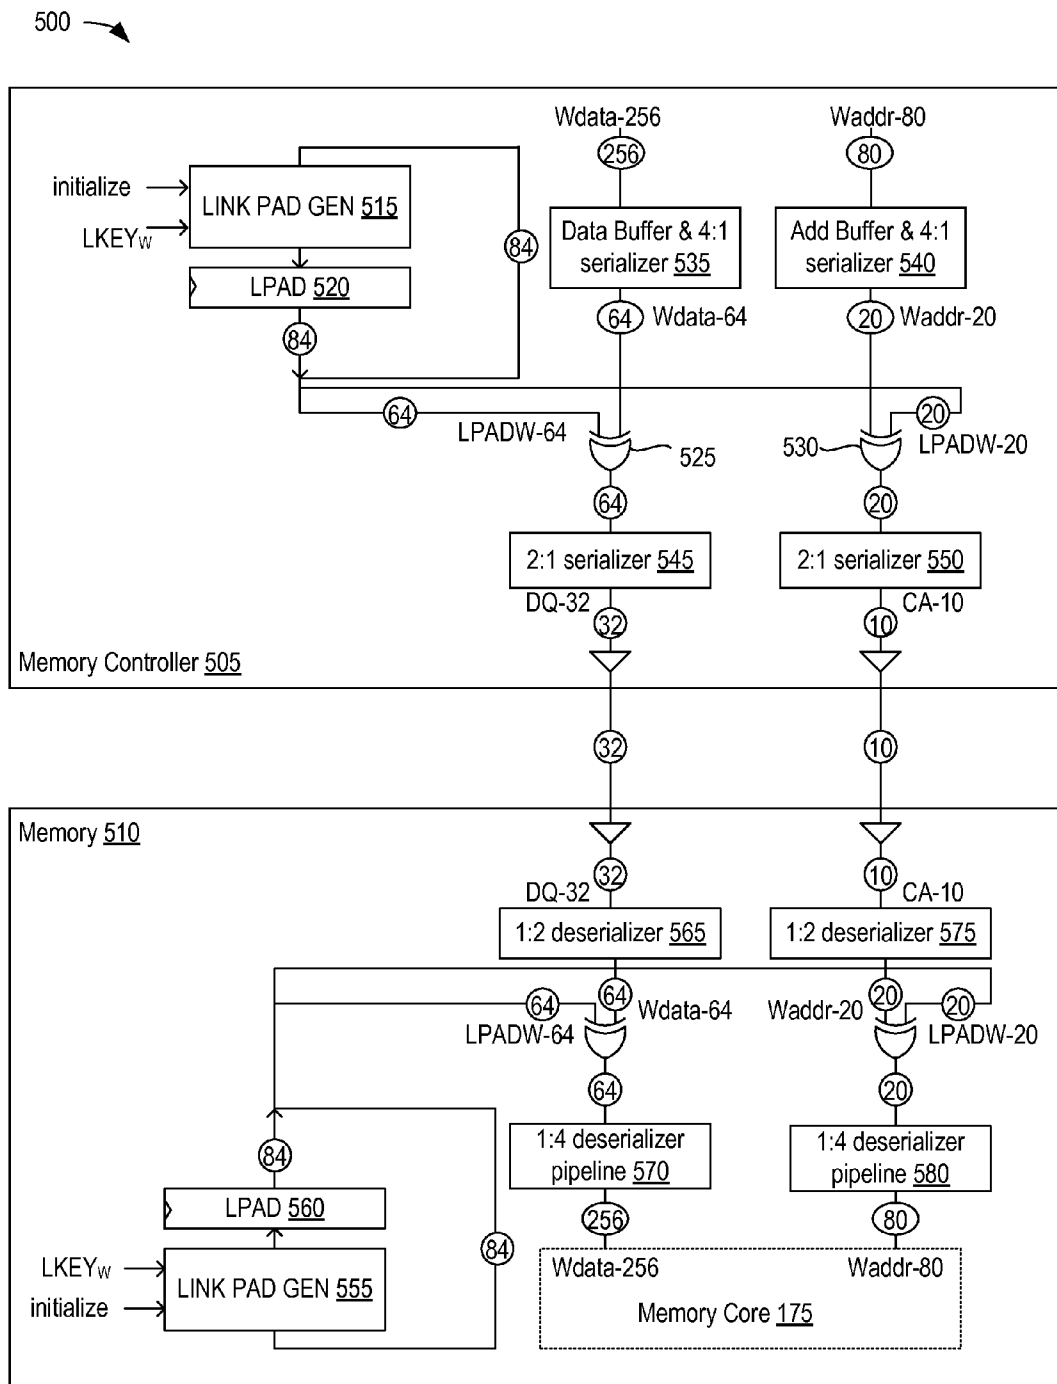 500
Wdata-256
Waddr-80
256
80
initialize
LKEYW
LINK PAD GEN 515
Data Buffer & 4:1
serializer 535
Add Buffer & 4:1
serializer 540
84
LPAD 520
84
64
Wdata-64
20
Waddr-20
64
LPADW-64
525
530
20
LPADW-20
64
20
2:1 serializer 545
2:1 serializer 550
DQ-32
32
CA-10
10
Memory Controller 505
32
10
Memory 510
32
10
DQ-32
CA-10
1:2 deserializer 565
1:2 deserializer 575
64
64
Wdata-64
LPADW-64
20
20
Waddr-20
LPADW-20
64
20
1:4 deserializer
pipeline 570
1:4 deserializer
pipeline 580
84
LPAD 560
256
80
84
LKEYW
initialize
LINK PAD GEN 555
Wdata-256
Waddr-80
Memory Core 175